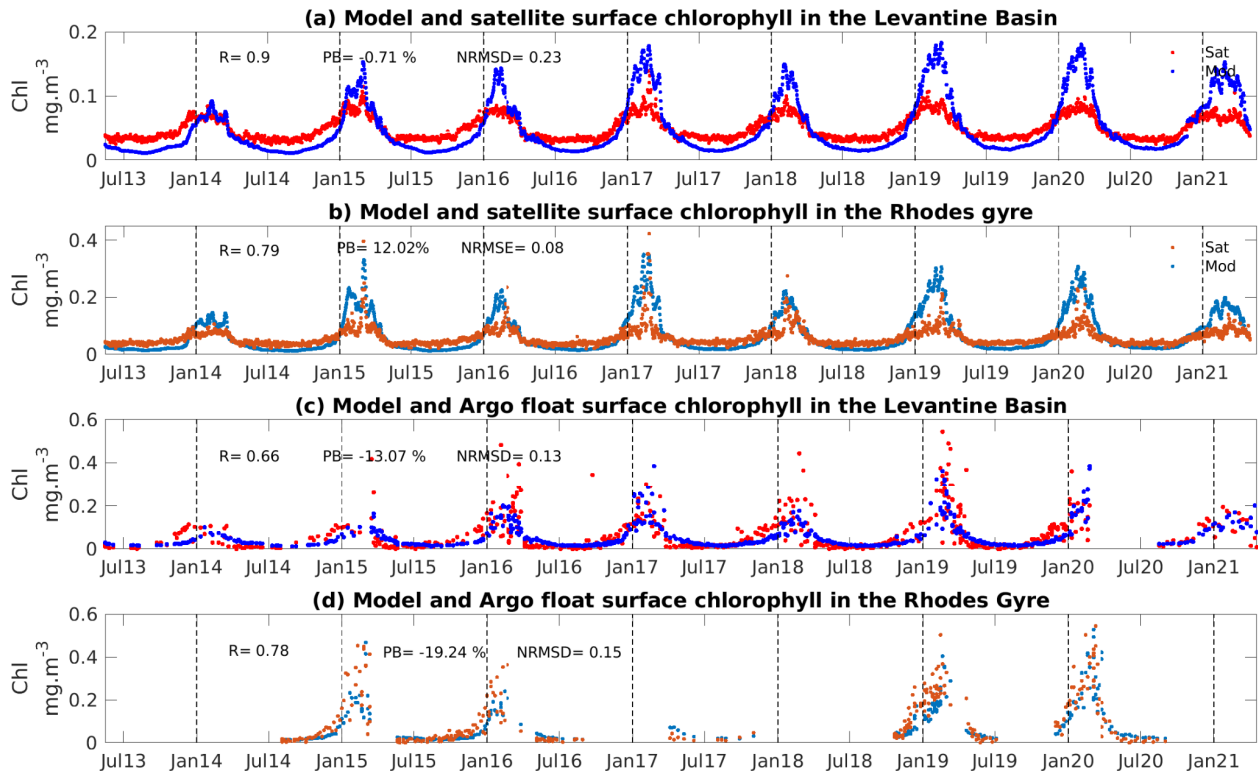 (a) Model and satellite surface chlorophyll in the Levantine Basin
Chl
mg.m-3
0.2
0.1
0
R= 0.9 PB= -0.71 % NRMSD= 0.23
Sat
Mod
Jul13 Jan14 Jul14 Jan15 Jul15 Jan16 Jul16 Jan17 Jul17 Jan18 Jul18 Jan19 Jul19 Jan20 Jul20 Jan21
b) Model and satellite surface chlorophyll in the Rhodes gyre
Chl
mg.m-3
0.4
0.2
0
R= 0.79 PB= 12.02% NRMSE= 0.08
Sat
Mod
Jul13 Jan14 Jul14 Jan15 Jul15 Jan16 Jul16 Jan17 Jul17 Jan18 Jul18 Jan19 Jul19 Jan20 Jul20 Jan21
(c) Model and Argo float surface chlorophyll in the Levantine Basin
Chl
mg.m-3
0.6
0.4
0.2
0
R= 0.66 PB= -13.07 % NRMSD= 0.13
Jul13 Jan14 Jul14 Jan15 Jul15 Jan16 Jul16 Jan17 Jul17 Jan18 Jul18 Jan19 Jul19 Jan20 Jul20 Jan21
(d) Model and Argo float surface chlorophyll in the Rhodes Gyre
Chl
mg.m-3
0.6
0.4
0.2
0
R= 0.78 PB= -19.24 % NRMSD= 0.15
Jul13 Jan14 Jul14 Jan15 Jul15 Jan16 Jul16 Jan17 Jul17 Jan18 Jul18 Jan19 Jul19 Jan20 Jul20 Jan21